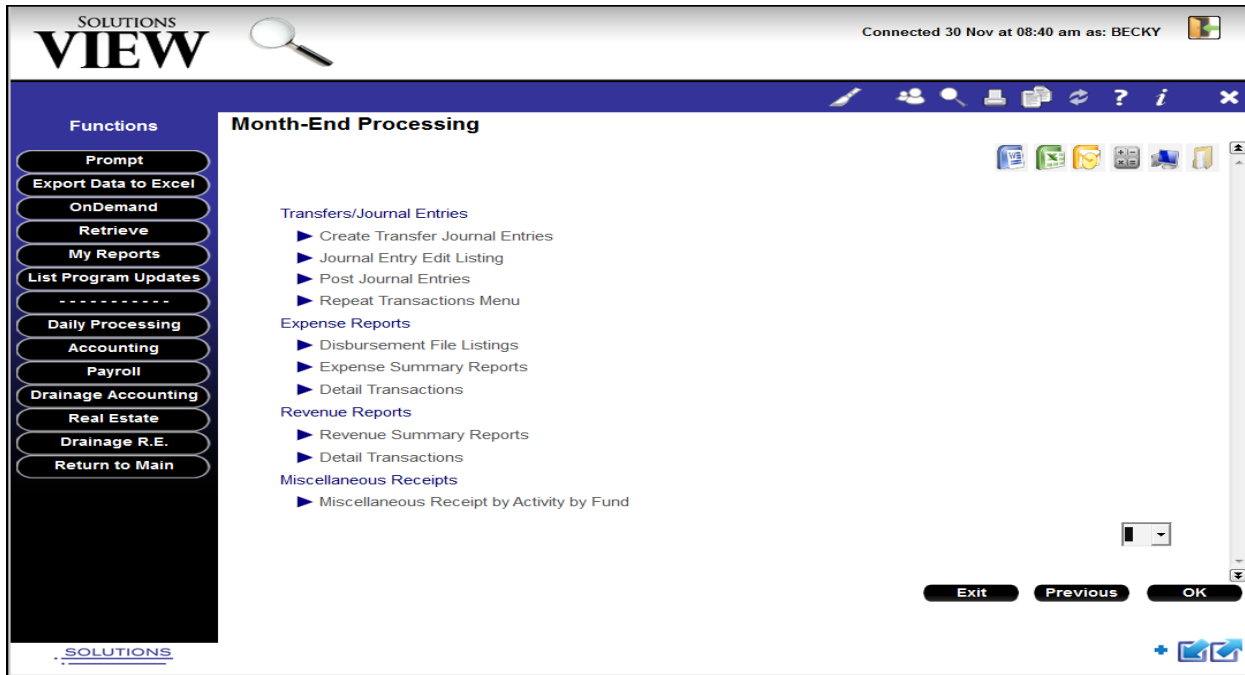 SOLUTIONS
VIEW
Connected 30 Nov at 08:40 am as: BECKY
? i
Functions
Month-End Processing
Prompt
Export Data to Excel
OnDemand
Retrieve
My Reports
List Program Updates
- - - - - - - - - - -
Daily Processing
Accounting
Payroll
Drainage Accounting
Real Estate
Drainage R.E.
Return to Main
Transfers/Journal Entries
Create Transfer Journal Entries
Journal Entry Edit Listing
Post Journal Entries
Repeat Transactions Menu
Expense Reports
Disbursement File Listings
Expense Summary Reports
Detail Transactions
Revenue Reports
Revenue Summary Reports
Detail Transactions
Miscellaneous Receipts
Miscellaneous Receipt by Activity by Fund
Exit Previous OK
SOLUTIONS